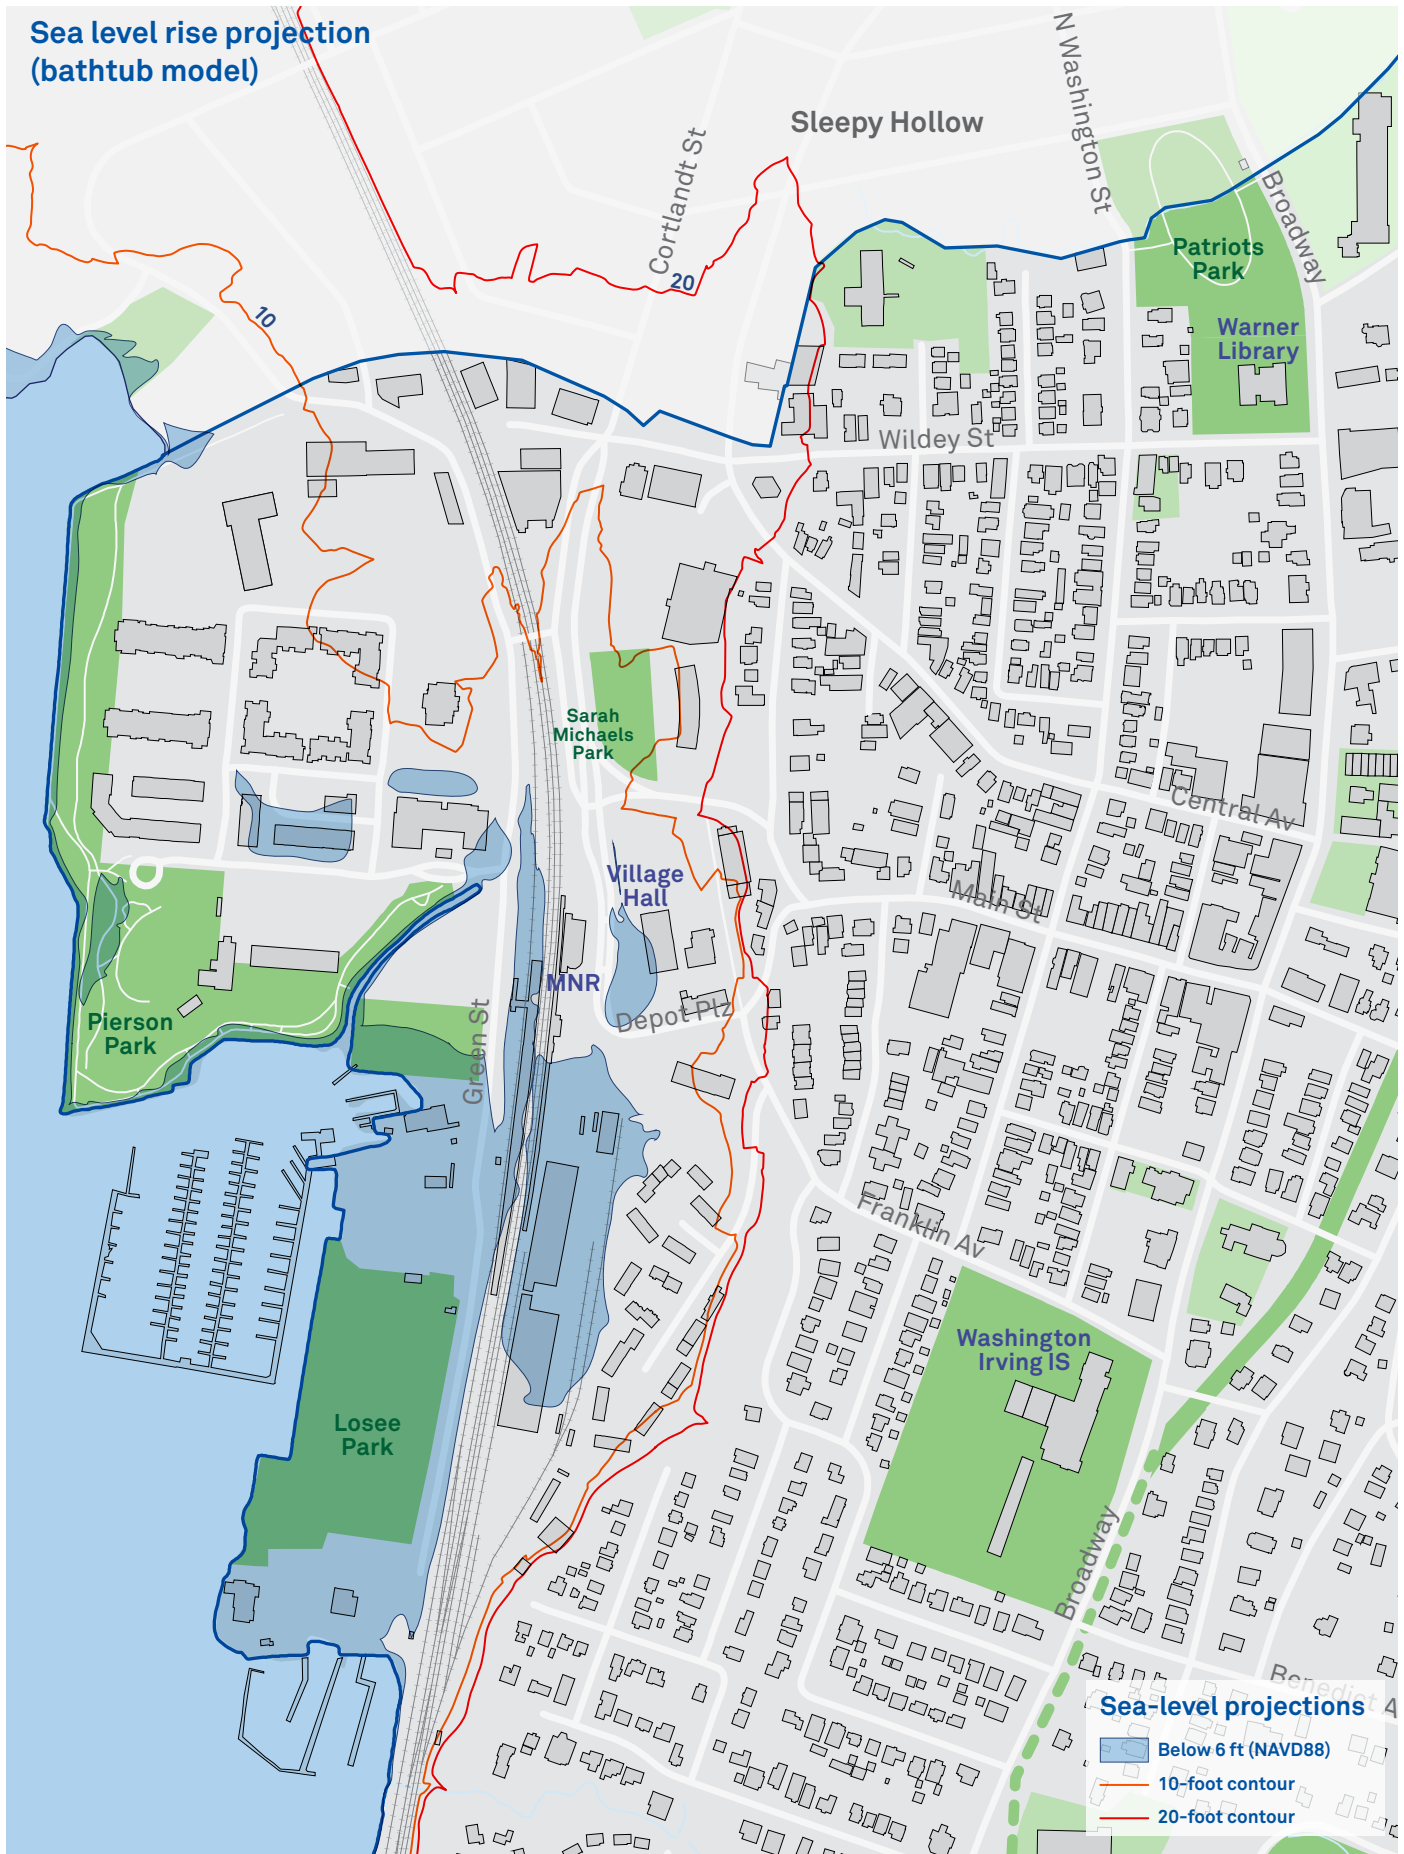 Sea level rise projection
(bathtub model)
N Washington St
Sleepy Hollow
Cortlandt St
Broadway
Patriots
Park
20
10
Warner
Library
Wildey St
Sarah
Michaels
Park
Central Av
Village
Hall
Main St
MNR
Depot Plz
Pierson
Park
Green St
Franklin Av
Washington
Irving IS
Losee
Park
Broadway
Benedict A
Sea-level projections
Below 6 ft (NAVD88)
10-foot contour
20-foot contour